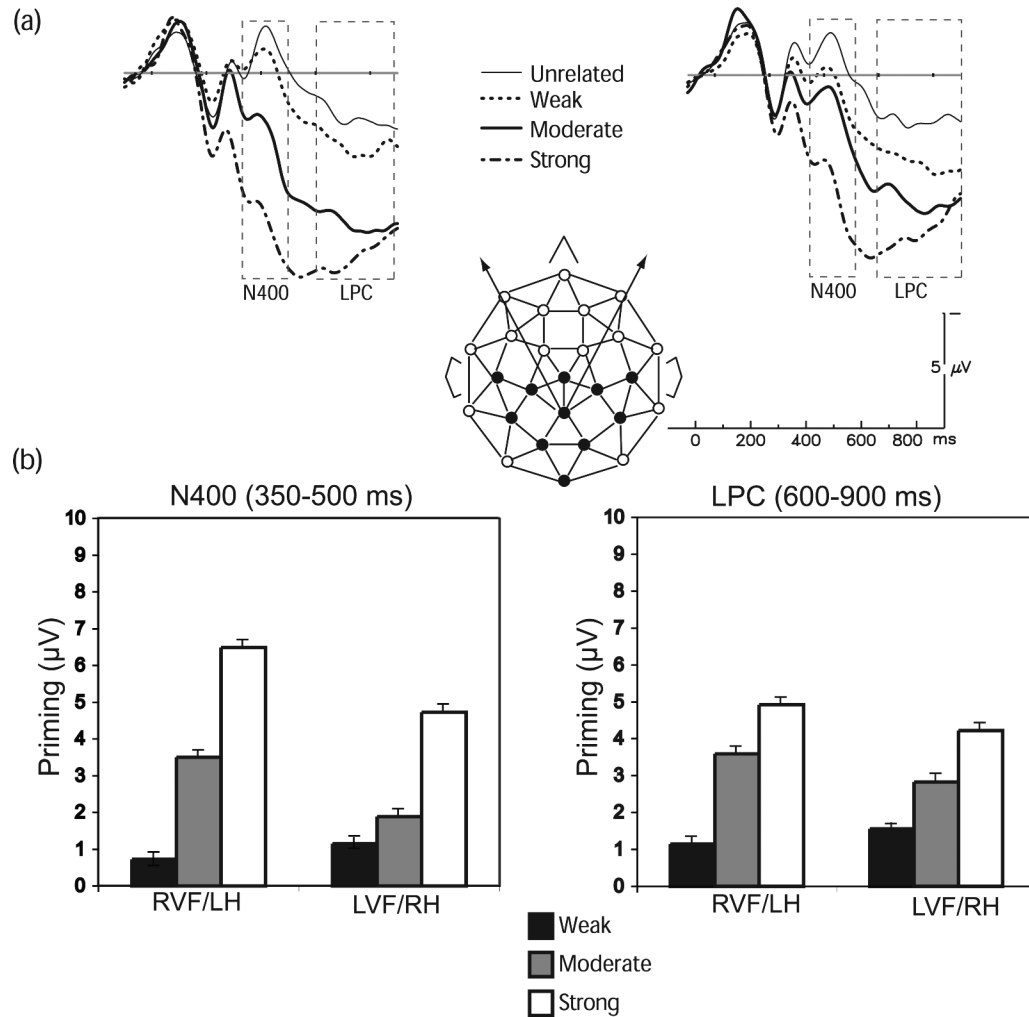 (a)
Unrelated
Weak
Moderate
Strong
N400 LPC
N400 LPC
5 μV
0 200 400 600 800 ms
(b)
N400 (350-500 ms)
Priming (μV)
10
9
8
7
6
5
4
3
2
1
0
RVF/LH LVF/RH
LPC (600-900 ms)
Priming (μV)
10
9
8
7
6
5
4
3
2
1
0
RVF/LH LVF/RH
Weak
Moderate
Strong